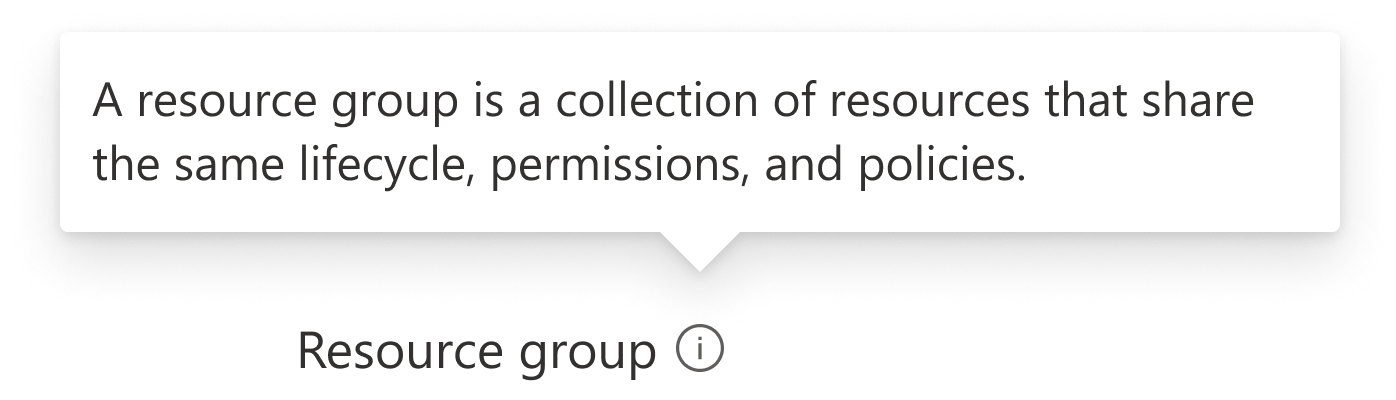 A resource group is a collection of resources that share
the same lifecycle, permissions, and policies.
Resource group